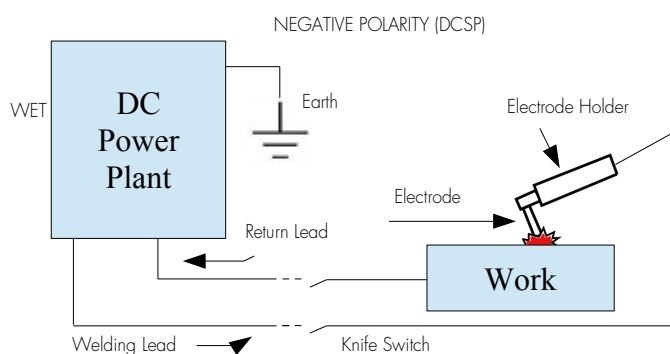 NEGATIVE POLARITY (DCSP)
WET
DC
Power
Plant
Earth
Electrode Holder
Electrode
Return Lead
Work
Welding Lead
Knife Switch